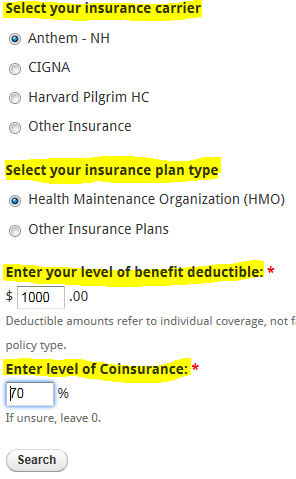 Select your insurance carrier
Anthem - NH
CIGNA
Harvard Pilgrim HC
Other Insurance
Select your insurance plan type
Health Maintenance Organization (HMO)
Other Insurance Plans
Enter your level of benefit deductible: *
$ 1000 .00
Deductible amounts refer to individual coverage, not
policy type.
Enter level of Coinsurance: *
70 %
If unsure, leave 0.
Search